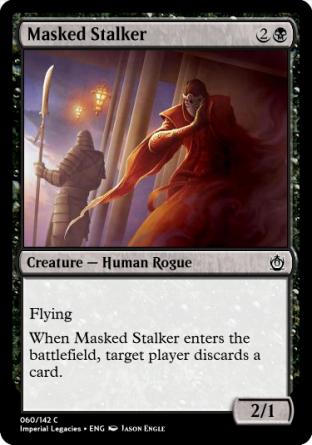 Masked Stalker 2
Creature — Human Rogue
Flying
When Masked Stalker enters the
battlefield, target player discards a
card.
060/142 C
Imperial Legacies • ENG Jason Engle
2/1